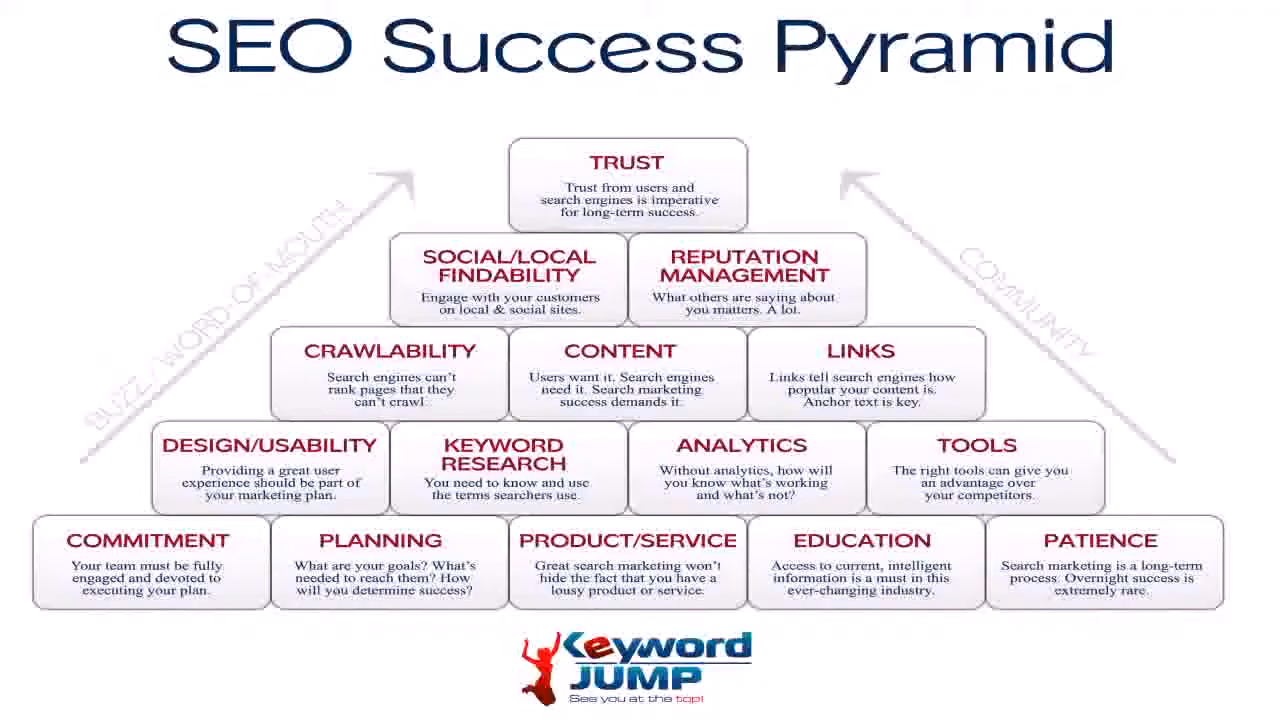 SEO Success Pyramid
TRUST
Trust from users and
search engines is imperative
for long-term success.
BUZZ / WORD-OF MOUTH
COMMUNITY
SOCIAL/LOCAL
FINDABILITY
Engage with your customers
on local & social sites.
REPUTATION
MANAGEMENT
What others are saying about
you matters. A lot.
CRAWLABILITY
Search engines can't
rank pages that they
can't crawl
CONTENT
Users want it. Search engines
need it. Search marketing
success demands it.
LINKS
Links tell search engines how
popular your content is.
Anchor text is key.
DESIGN/USABILITY
Providing a great user
experience should be part
of your marketing plan.
KEYWORD
RESEARCH
You need to know and use
the terms searchers use.
ANALYTICS
Without analytics, how will
you know what's working
and what's not?
TOOLS
The right tools can give you
an advantage over
your competitors.
COMMITMENT
Your team must be fully
engaged and devoted to
executing your plan.
PLANNING
What are your goals? What's
needed to reach them? How
will you determine success?
PRODUCT/SERVICE
Great search marketing won't
hide the fact that you have a
lousy product or service.
EDUCATION
Access to current, intelligent
information is a must in this
ever-changing industry.
PATIENCE
Search marketing is a long-term
process. Overnight success is
extremely rare.
Keyword
JUMP
See you at the top!